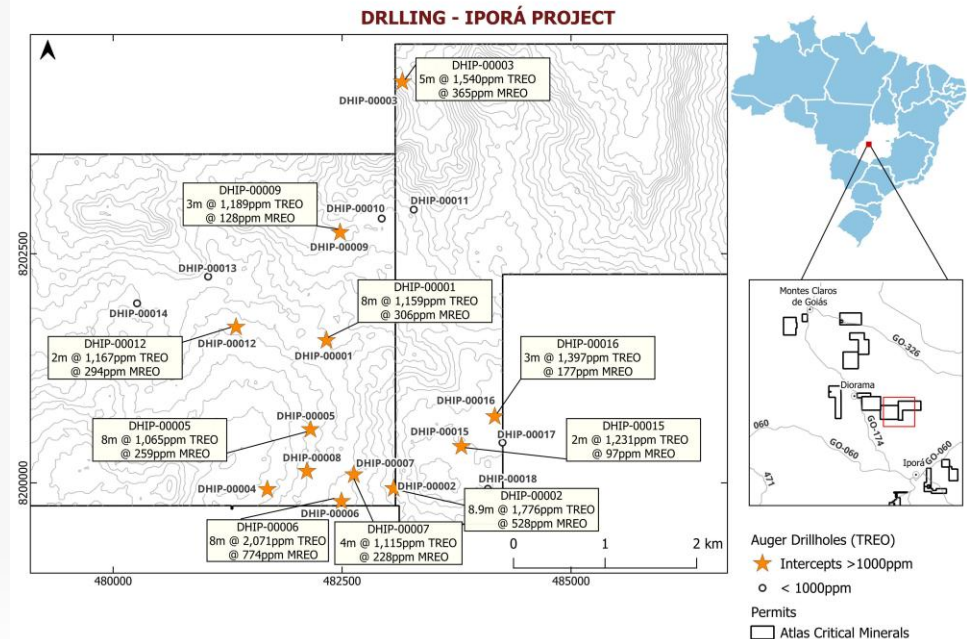 DRLLING - IPORÁ PROJECT
DHIP-00003
5m @ 1,540ppm TREO
@ 365ppm MREO
DHIP-00003
DHIP-00009
3m @ 1,189ppm TREO
@ 128ppm MREO
DHIP-00010
DHIP-00011
DHIP-00009
8202500
DHIP-00013
DHIP-00001
8m @ 1,159ppm TREO
@ 306ppm MREO
DHIP-00014
DHIP-00012
DHIP-00001
DHIP-00012
2m @ 1,167ppm TREO
@ 294ppm MREO
DHIP-00016
3m @ 1,397ppm TREO
@ 177ppm MREO
DHIP-00016
DHIP-00005
DHIP-00005
8m @ 1,065ppm TREO
@ 259ppm MREO
DHIP-00015
DHIP-00017
DHIP-00015
2m @ 1,231ppm TREO
@ 97ppm MREO
DHIP-00008
DHIP-00007
8200000
DHIP-00004
DHIP-00002
DHIP-00018
DHIP-00006
DHIP-00002
8.9m @ 1,776ppm TREO
@ 528ppm MREO
DHIP-00006
8m @ 2,071ppm TREO
@ 774ppm MREO
DHIP-00007
4m @ 1,115ppm TREO
@ 228ppm MREO
0 1 2 km
480000
482500
485000
Montes Claros
de Goiás
GO-326
Diorama
GO-174
060
GO-060
GO-060
Iporá
471
Auger Drillholes (TREO)
Intercepts >1000ppm
< 1000ppm
Permits
Atlas Critical Minerals